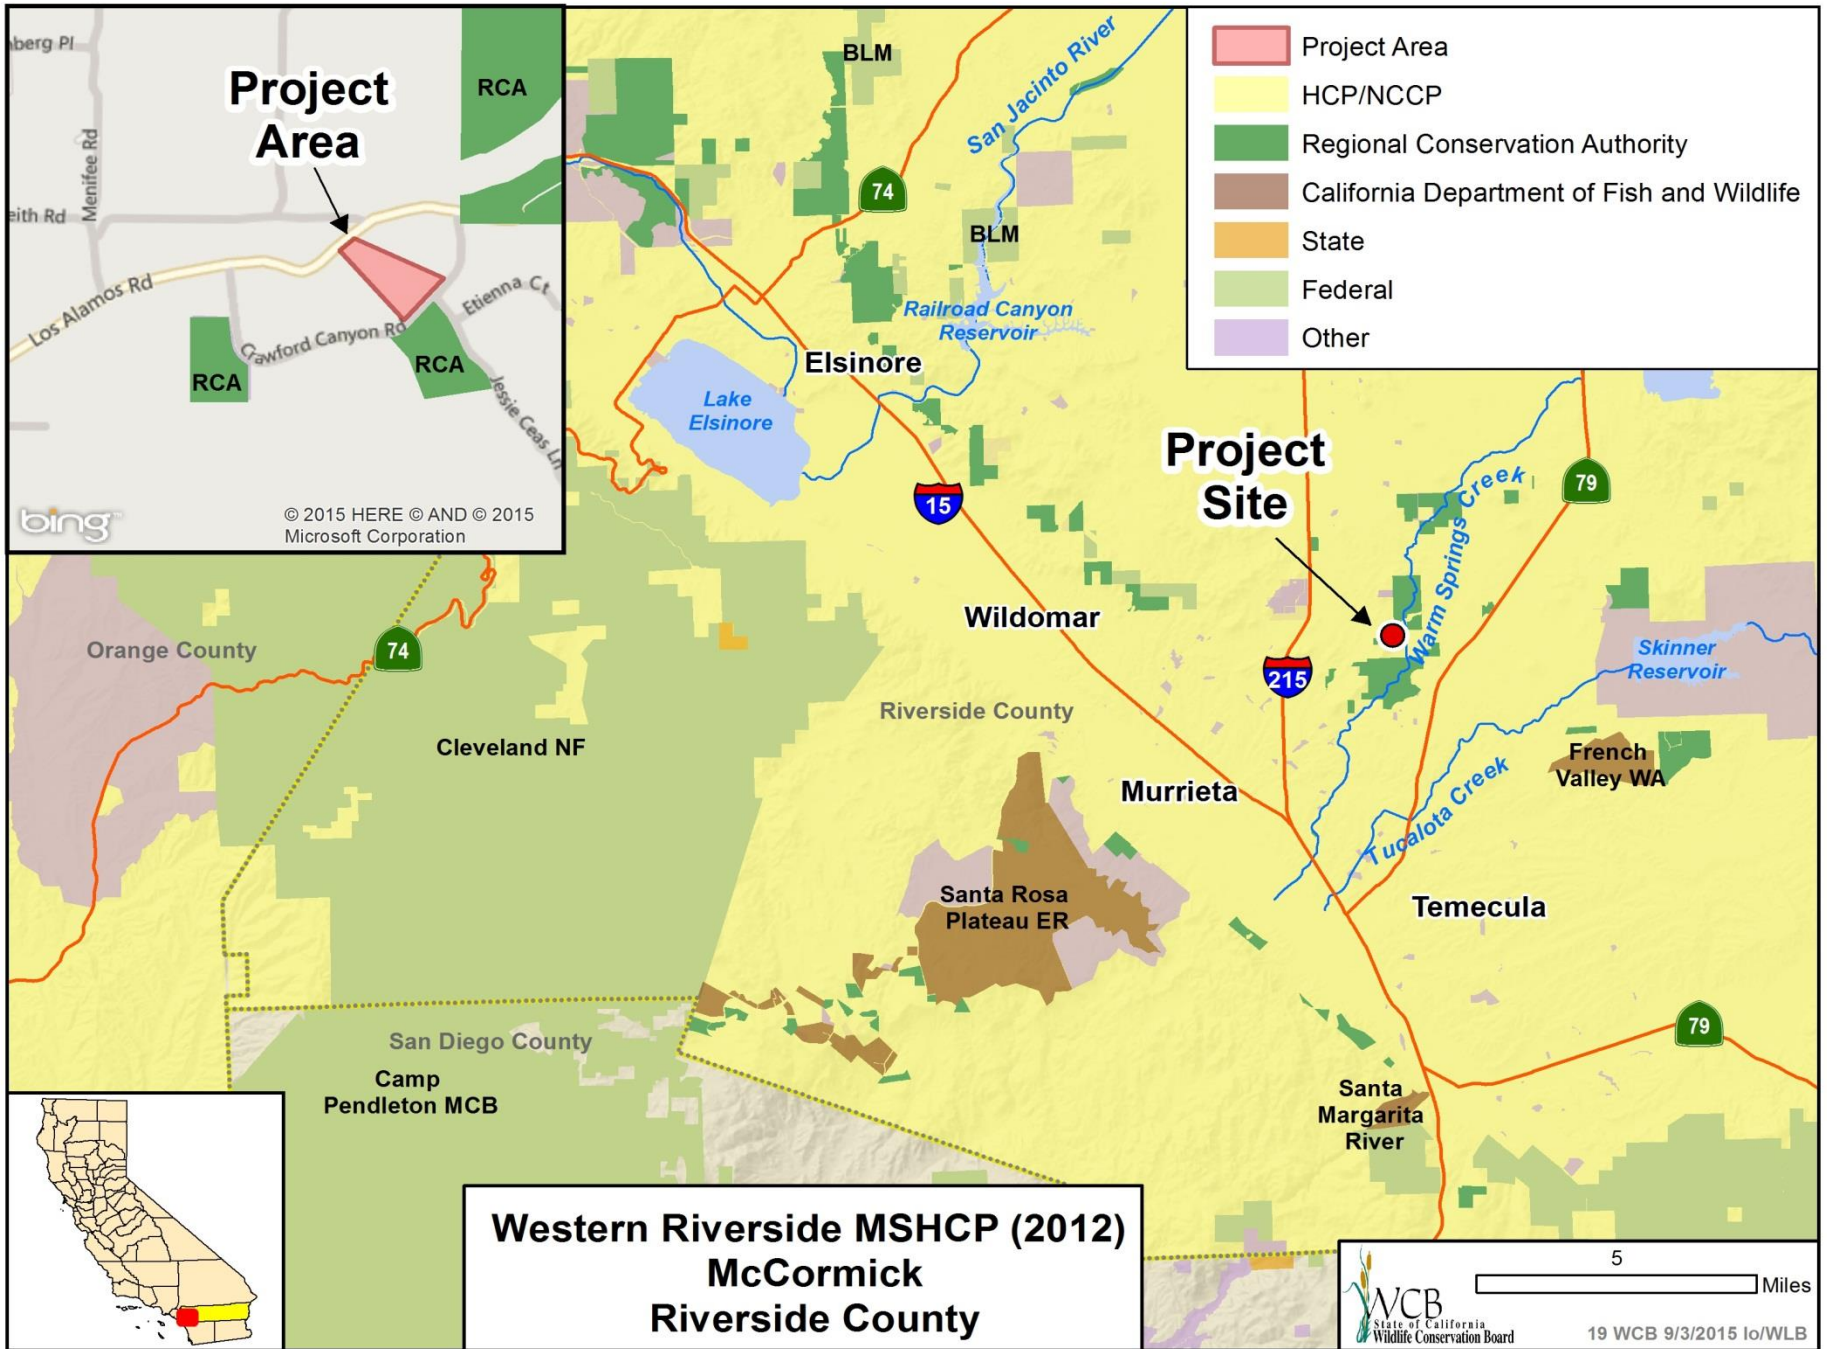 nberg Pl
Project
Area
RCA
Menifee Rd
eith Rd
Los Alamos Rd
Etienna Ct
Crawford Canyon Rd
RCA
RCA
Jessie Ceas Ln
bing™
© 2015 HERE © AND © 2015
Microsoft Corporation
BLM
San Jacinto River
74
BLM
Railroad Canyon
Reservoir
Elsinore
Lake
Elsinore
Project Area
HCP/NCCP
Regional Conservation Authority
California Department of Fish and Wildlife
State
Federal
Other
Project
Site
15
79
Warm Springs Creek
Wildomar
215
Skinner
Reservoir
Orange County
74
Riverside County
Cleveland NF
French
Valley WA
Murrieta
Tucalota Creek
Santa Rosa
Plateau ER
Temecula
San Diego County
Camp
Pendleton MCB
79
Santa
Margarita
River
Western Riverside MSHCP (2012)
McCormick
Riverside County
WCB
State of California
Wildlife Conservation Board
5
Miles
19 WCB 9/3/2015 lo/WLB